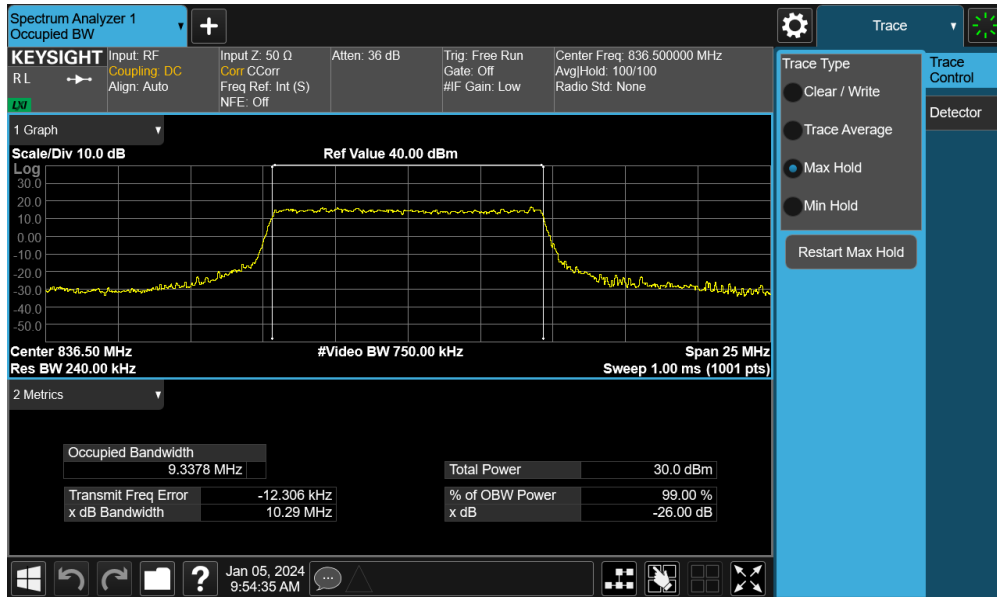 Spectrum Analyzer 1
Occupied BW
Trace
KEYSIGHT
R L
LXI
Input: RF
Coupling: DC
Align: Auto
Input Z: 50 Ω
Corr CCorr
Freq Ref: Int (S)
NFE: Off
Atten: 36 dB
Trig: Free Run
Gate: Off
#IF Gain: Low
Center Freq: 836.500000 MHz
Avg|Hold: 100/100
Radio Std: None
1 Graph
Scale/Div 10.0 dB
Ref Value 40.00 dBm
Log
30.0
20.0
10.0
0.00
-10.0
-20.0
-30.0
-40.0
-50.0
Center 836.50 MHz
#Video BW 750.00 kHz
Span 25 MHz
Res BW 240.00 kHz
Sweep 1.00 ms (1001 pts)
2 Metrics
Occupied Bandwidth
9.3378 MHz
Total Power 30.0 dBm
Transmit Freq Error -12.306 kHz
% of OBW Power 99.00 %
x dB Bandwidth 10.29 MHz
x dB -26.00 dB
Trace Type
Clear / Write
Trace Average
Max Hold
Min Hold
Restart Max Hold
Trace
Control
Detector
?
Jan 05, 2024
9:54:35 AM